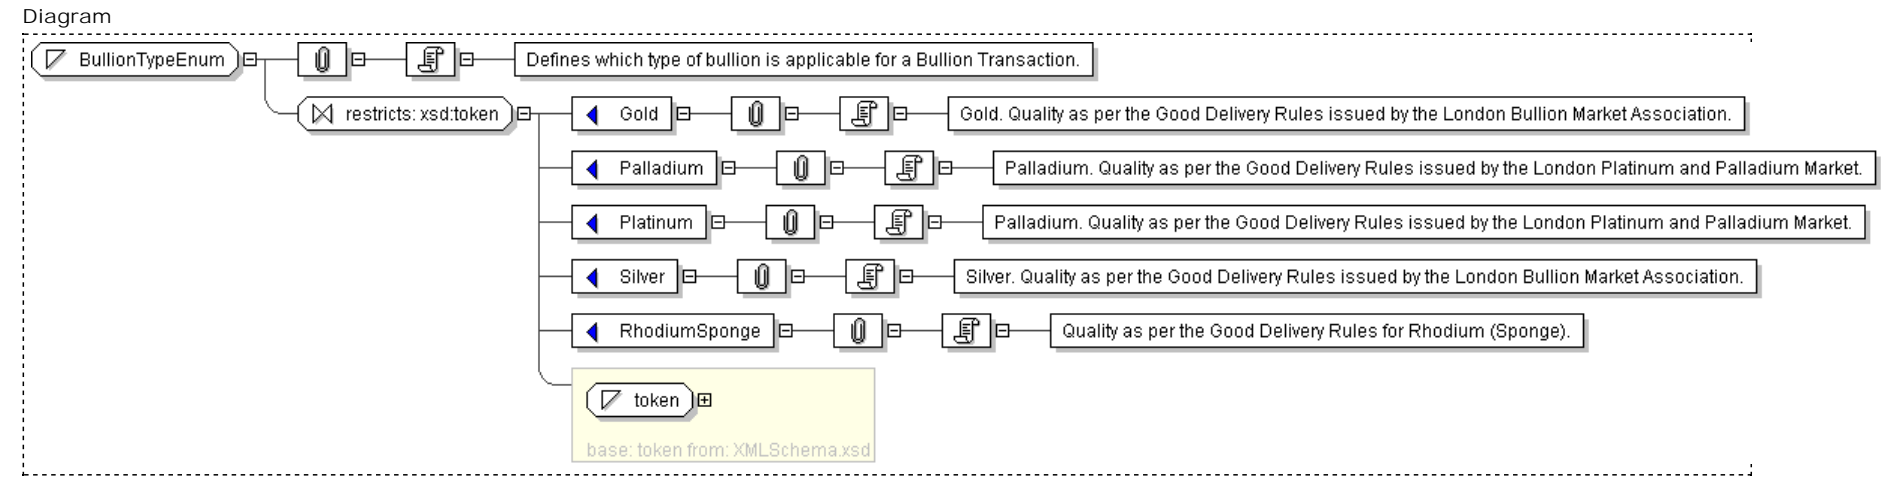 Diagram
BullionTypeEnum
Defines which type of bullion is applicable for a Bullion Transaction.
restricts: xsd:token
Gold
Gold. Quality as per the Good Delivery Rules issued by the London Bullion Market Association.
Palladium
Palladium. Quality as per the Good Delivery Rules issued by the London Platinum and Palladium Market.
Platinum
Palladium. Quality as per the Good Delivery Rules issued by the London Platinum and Palladium Market.
Silver
Silver. Quality as per the Good Delivery Rules issued by the London Bullion Market Association.
RhodiumSponge
Quality as per the Good Delivery Rules for Rhodium (Sponge).
token
base: token from: XMLSchema.xsd